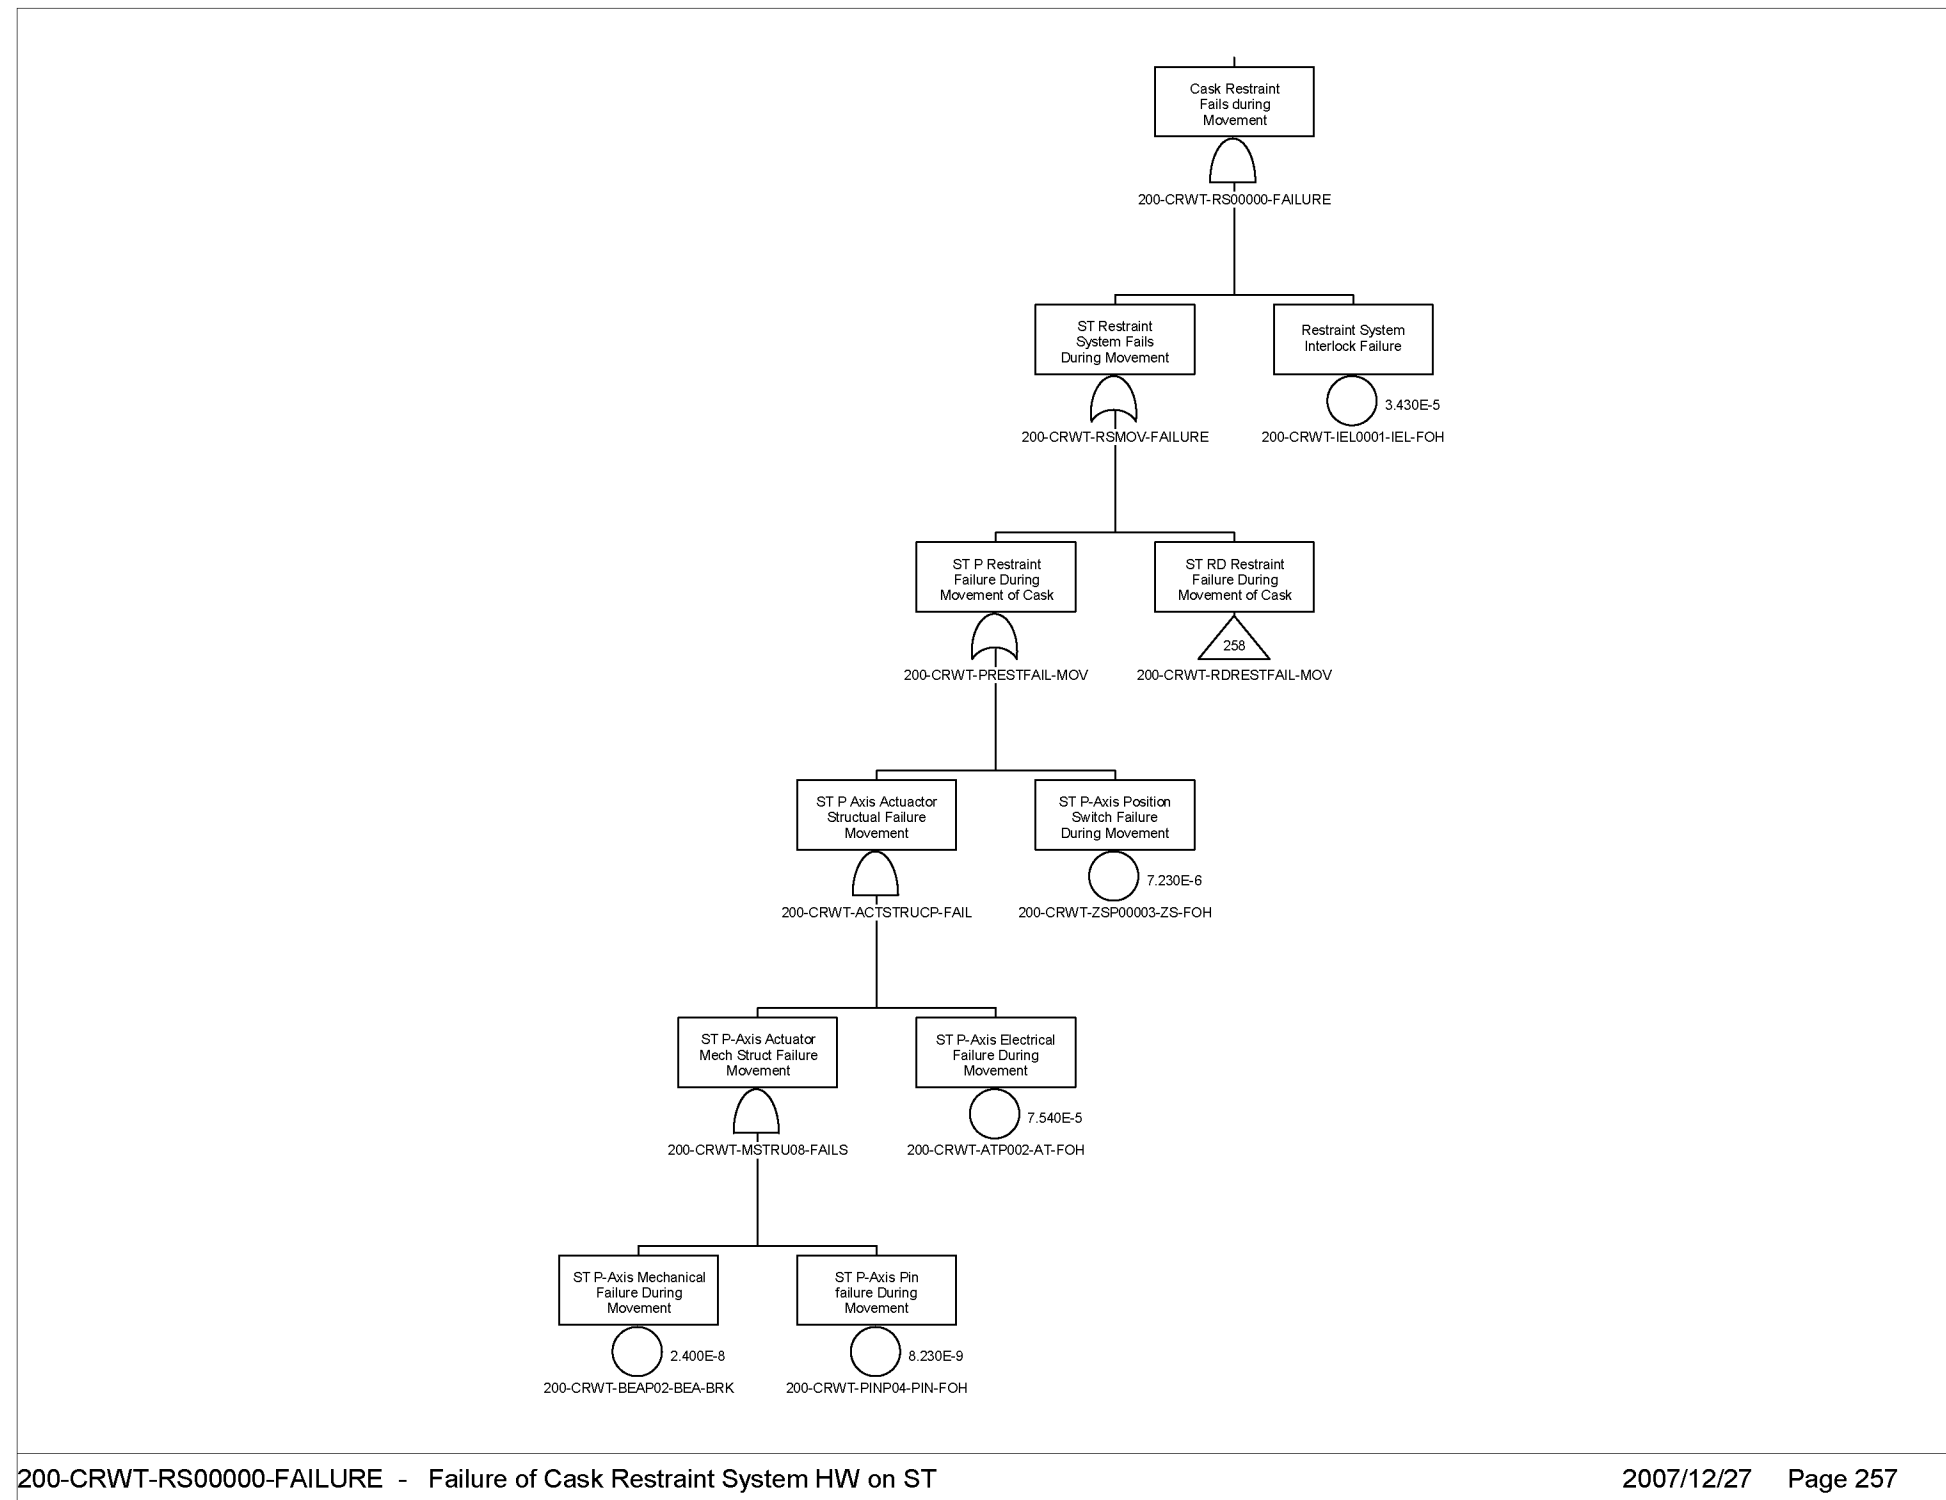 Cask Restraint
Fails during
Movement
200-CRWT-RS00000-FAILURE
ST Restraint
System Fails
During Movement
200-CRWT-RSMOV-FAILURE
Restraint System
Interlock Failure
3.430E-5
200-CRWT-IEL0001-IEL-FOH
ST P Restraint
Failure During
Movement of Cask
200-CRWT-PRESTFAIL-MOV
ST RD Restraint
Failure During
Movement of Cask
258
200-CRWT-RDRESTFAIL-MOV
ST P Axis Actuactor
Structual Failure
Movement
200-CRWT-ACTSTRUCP-FAIL
ST P-Axis Position
Switch Failure
During Movement
7.230E-6
200-CRWT-ZSP00003-ZS-FOH
ST P-Axis Actuator
Mech Struct Failure
Movement
200-CRWT-MSTRU08-FAILS
ST P-Axis Electrical
Failure During
Movement
7.540E-5
200-CRWT-ATP002-AT-FOH
ST P-Axis Mechanical
Failure During
Movement
2.400E-8
200-CRWT-BEAP02-BEA-BRK
ST P-Axis Pin
failure During
Movement
8.230E-9
200-CRWT-PINP04-PIN-FOH
200-CRWT-RS00000-FAILURE - Failure of Cask Restraint System HW on ST
2007/12/27 Page 257